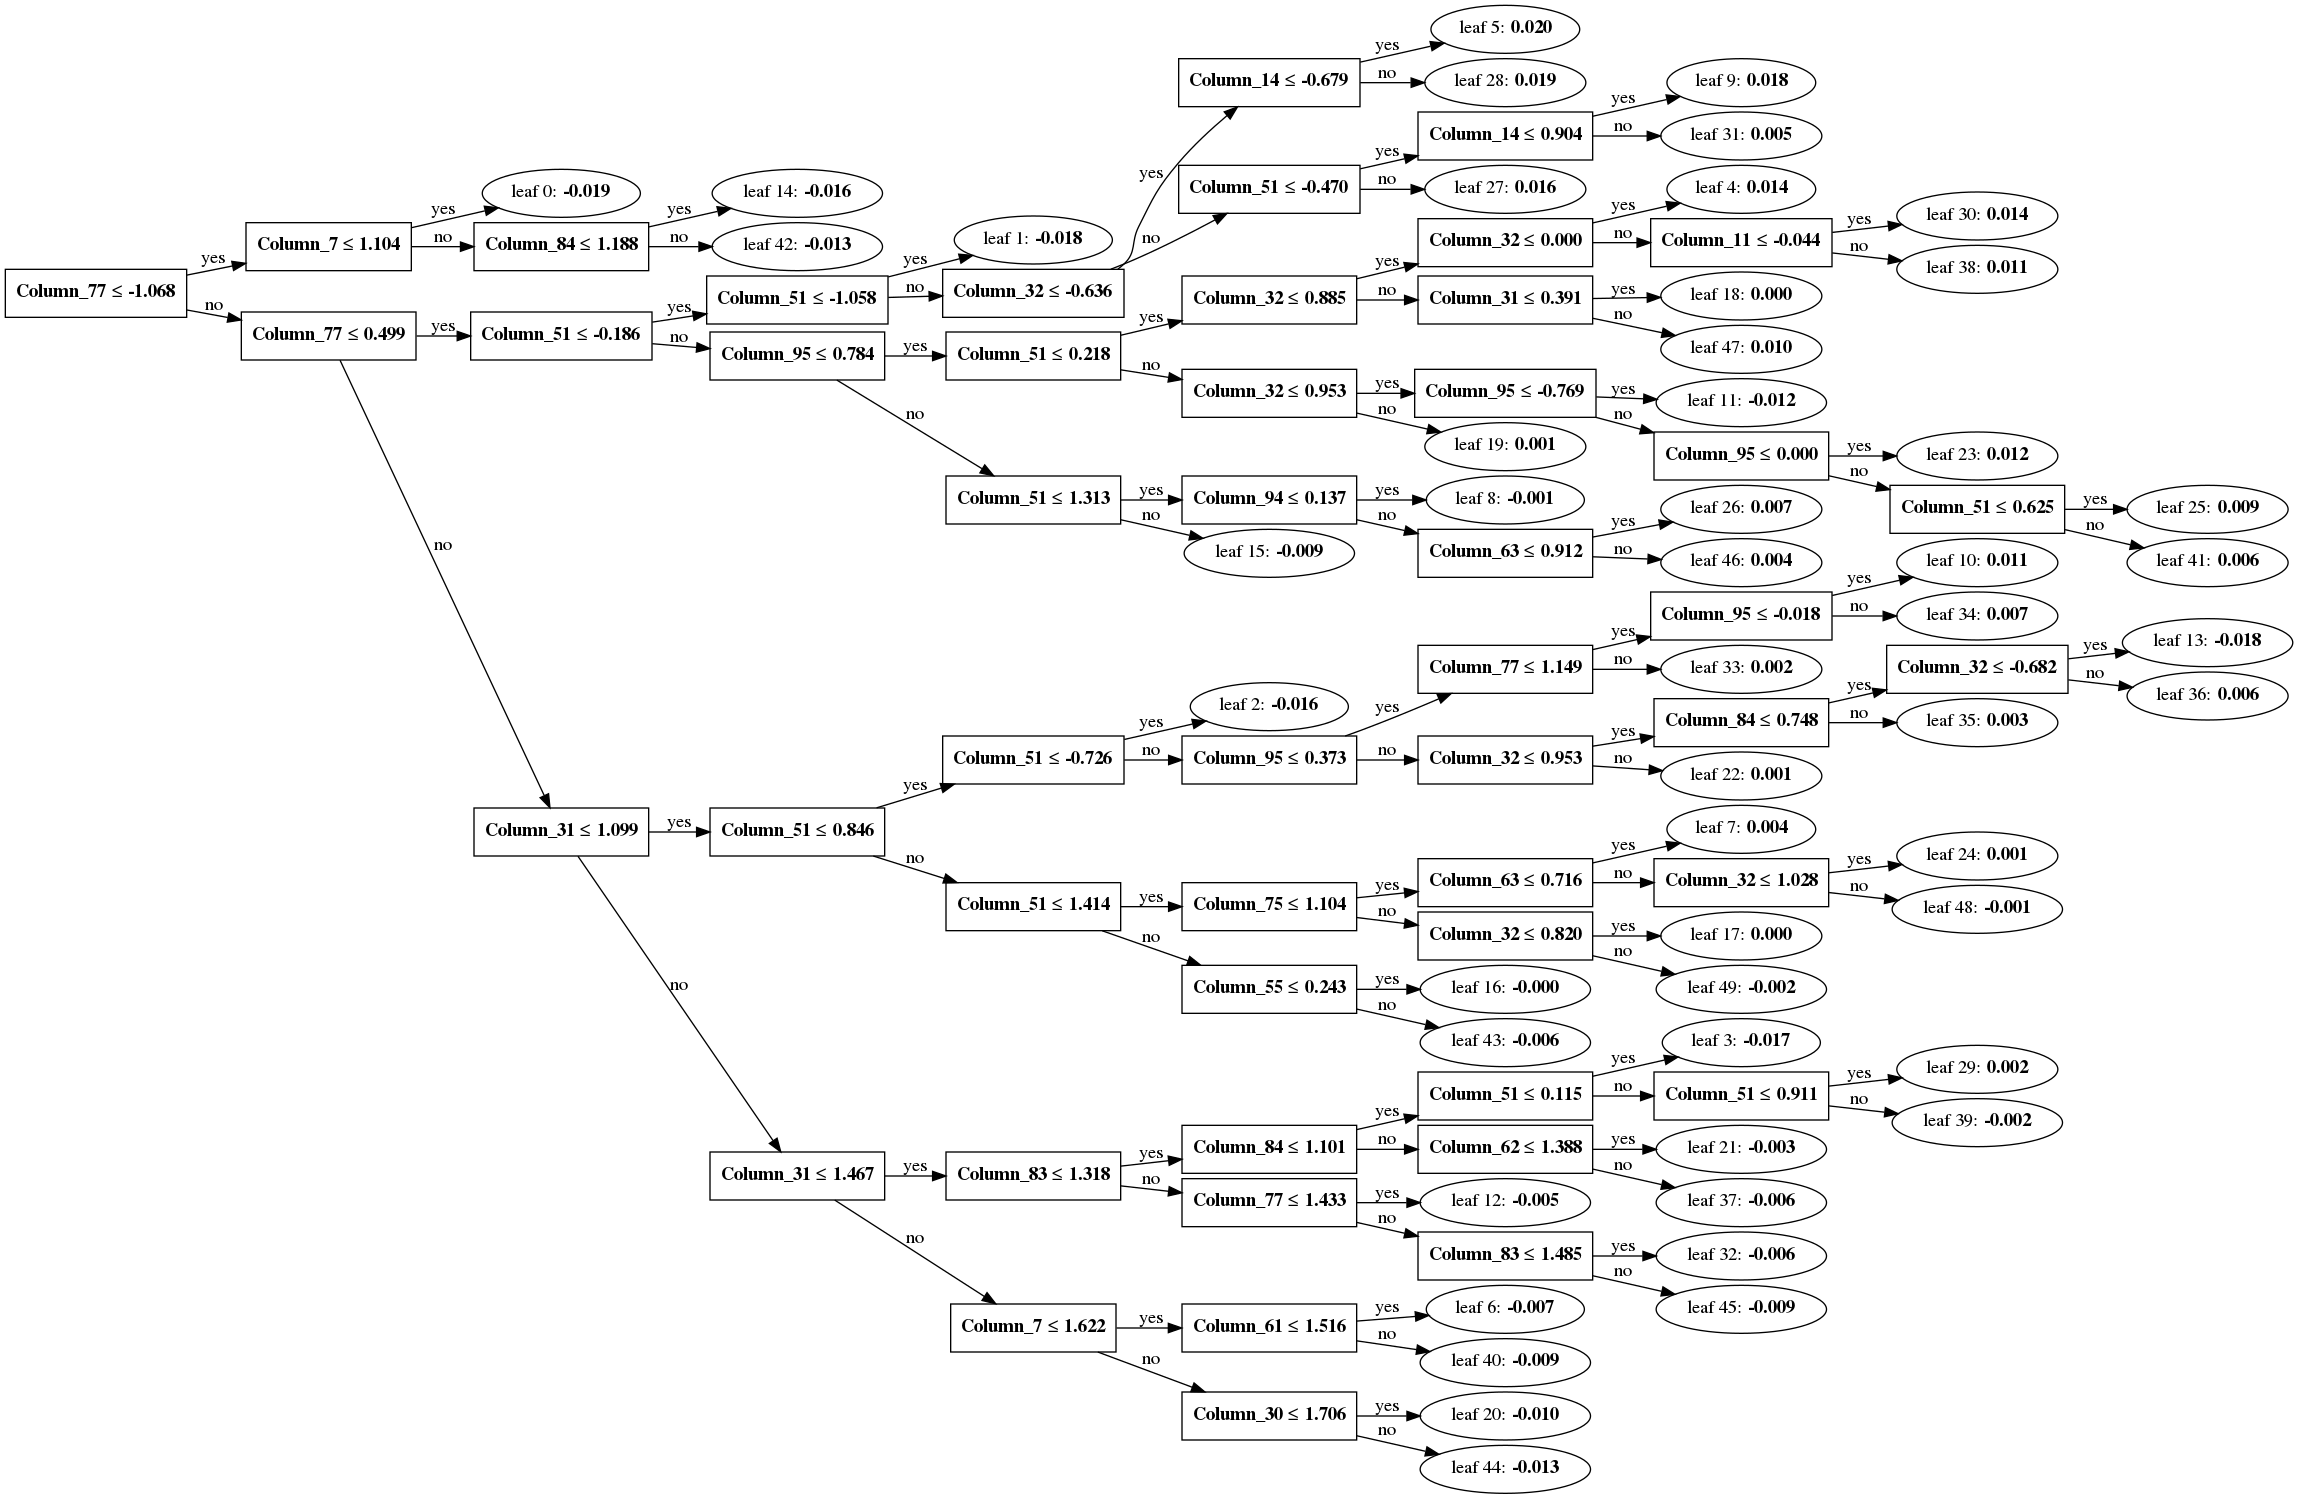 Column_77 ≤ -1.068
yes
Column_7 ≤ 1.104
yes
leaf 0: -0.019
no
Column_84 ≤ 1.188
yes
leaf 14: -0.016
no
leaf 42: -0.013
no
Column_77 ≤ 0.499
yes
Column_51 ≤ -0.186
yes
Column_51 ≤ -1.058
yes
leaf 1: -0.018
no
Column_32 ≤ -0.636
yes
Column_14 ≤ -0.679
yes
leaf 5: 0.020
no
leaf 28: 0.019
no
Column_51 ≤ -0.470
yes
Column_14 ≤ 0.904
yes
leaf 9: 0.018
no
leaf 31: 0.005
no
leaf 27: 0.016
no
Column_95 ≤ 0.784
yes
Column_51 ≤ 0.218
yes
Column_32 ≤ 0.885
yes
Column_32 ≤ 0.000
yes
leaf 4: 0.014
no
Column_11 ≤ -0.044
yes
leaf 30: 0.014
no
leaf 38: 0.011
no
Column_31 ≤ 0.391
yes
leaf 18: 0.000
no
leaf 47: 0.010
no
Column_32 ≤ 0.953
yes
Column_95 ≤ -0.769
yes
leaf 11: -0.012
no
Column_95 ≤ 0.000
yes
leaf 23: 0.012
no
Column_51 ≤ 0.625
yes
leaf 25: 0.009
no
leaf 41: 0.006
no
leaf 19: 0.001
no
Column_51 ≤ 1.313
yes
Column_94 ≤ 0.137
yes
leaf 8: -0.001
no
Column_63 ≤ 0.912
yes
leaf 26: 0.007
no
leaf 46: 0.004
no
leaf 15: -0.009
no
Column_31 ≤ 1.099
yes
Column_51 ≤ 0.846
yes
Column_51 ≤ -0.726
yes
leaf 2: -0.016
no
Column_95 ≤ 0.373
yes
Column_77 ≤ 1.149
yes
Column_95 ≤ -0.018
yes
leaf 10: 0.011
no
leaf 34: 0.007
no
leaf 33: 0.002
no
Column_32 ≤ 0.953
yes
Column_84 ≤ 0.748
yes
Column_32 ≤ -0.682
yes
leaf 13: -0.018
no
leaf 36: 0.006
no
leaf 35: 0.003
no
leaf 22: 0.001
no
Column_51 ≤ 1.414
yes
Column_75 ≤ 1.104
yes
Column_63 ≤ 0.716
yes
leaf 7: 0.004
no
Column_32 ≤ 1.028
yes
leaf 24: 0.001
no
leaf 48: -0.001
no
Column_32 ≤ 0.820
yes
leaf 17: 0.000
no
leaf 49: -0.002
no
Column_55 ≤ 0.243
yes
leaf 16: -0.000
no
leaf 43: -0.006
no
Column_31 ≤ 1.467
yes
Column_83 ≤ 1.318
yes
Column_84 ≤ 1.101
yes
Column_51 ≤ 0.115
yes
leaf 3: -0.017
no
Column_51 ≤ 0.911
yes
leaf 29: 0.002
no
leaf 39: -0.002
no
Column_62 ≤ 1.388
yes
leaf 21: -0.003
no
leaf 37: -0.006
no
Column_77 ≤ 1.433
yes
leaf 12: -0.005
no
Column_83 ≤ 1.485
yes
leaf 32: -0.006
no
leaf 45: -0.009
no
Column_7 ≤ 1.622
yes
Column_61 ≤ 1.516
yes
leaf 6: -0.007
no
leaf 40: -0.009
no
Column_30 ≤ 1.706
yes
leaf 20: -0.010
no
leaf 44: -0.013